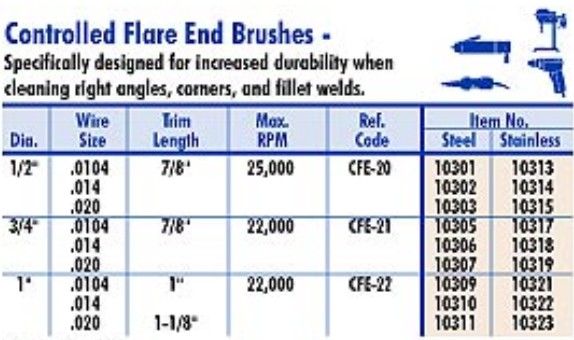 Controlled Flare End Brushes -
Specifically designed for increased durability when
cleaning right angles, corners, and fillet welds.
Dia. Wire Size Trim Length Max. RPM Ref. Code Item No. Steel Stainless
1/2" .0104 7/8" 25,000 CFE-20 10301 10313
.014 10302 10314
.020 10303 10315
3/4" .0104 7/8" 22,000 CFE-21 10305 10317
.014 10306 10318
.020 10307 10319
1" .0104 1" 22,000 CFE-22 10309 10321
.014 10310 10322
.020 1-1/8" 10311 10323